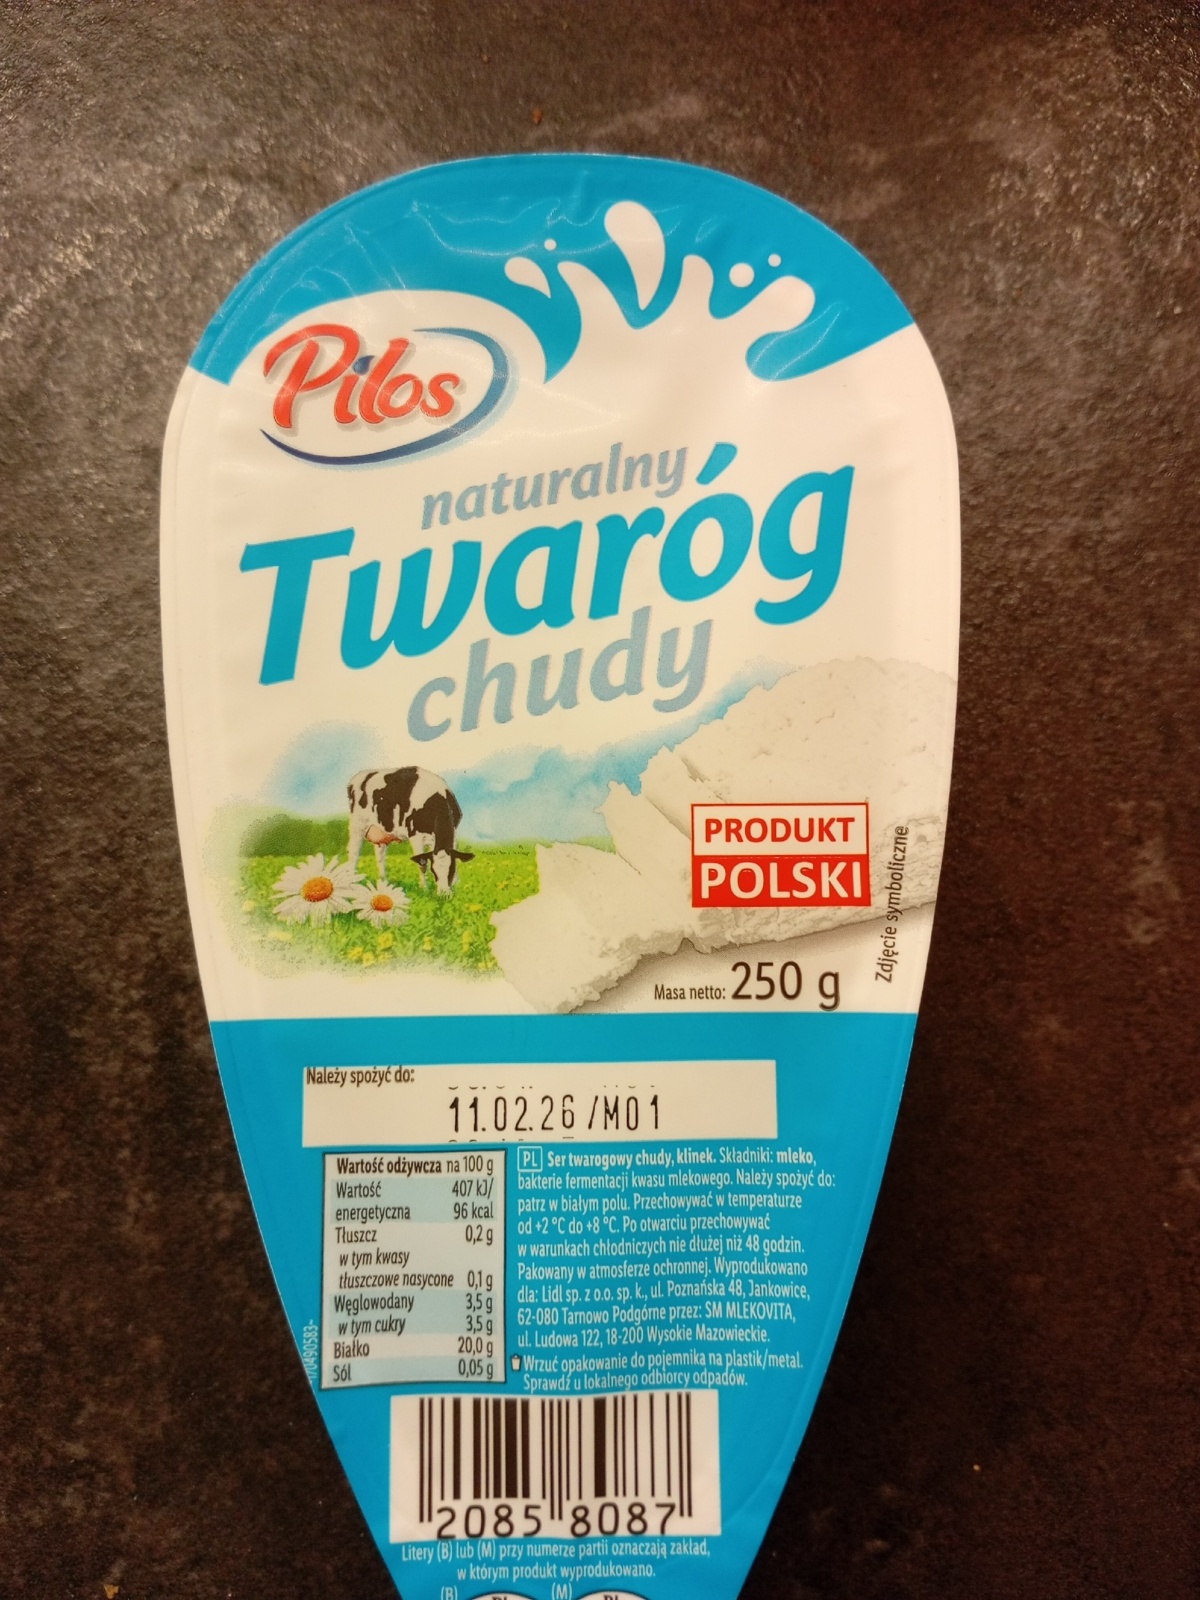 Pilos
naturalny
Twaróg
chudy
PRODUKT
POLSKI
Zdjęcie symboliczne
Masa netto: 250 g
Należy spożyć do:
11.02.26 /M01
Wartość odżywcza na 100 g
Wartość 407 kJ/
energetyczna 96 kcal
Tłuszcz 0,2 g
w tym kwasy
tłuszczowe nasycone 0,1 g
Węglowodany 3,5 g
w tym cukry 3,5 g
Białko 20,0 g
Sól 0,05 g
PL Ser twarogowy chudy, klinek. Składniki: mleko,
bakterie fermentacji kwasu mlekowego. Należy spożyć do:
patrz w białym polu. Przechowywać w temperaturze
od +2 °C do +8 °C. Po otwarciu przechowywać
w warunkach chłodniczych nie dłużej niż 48 godzin.
Pakowany w atmosferze ochronnej. Wyprodukowano
dla: Lidl sp. z o.o. sp. k., ul. Poznańska 48, Jankowice,
62-080 Tarnowo Podgórne przez: SM MLEKOVITA,
ul. Ludowa 122, 18-200 Wysokie Mazowieckie.
Wrzuć opakowanie do pojemnika na plastik/metal.
Sprawdź u lokalnego odbiorcy odpadów.
2085 8087
Litery (B) lub (M) przy numerze partii oznaczają zakład,
w którym produkt wyprodukowano.
(B) (M)